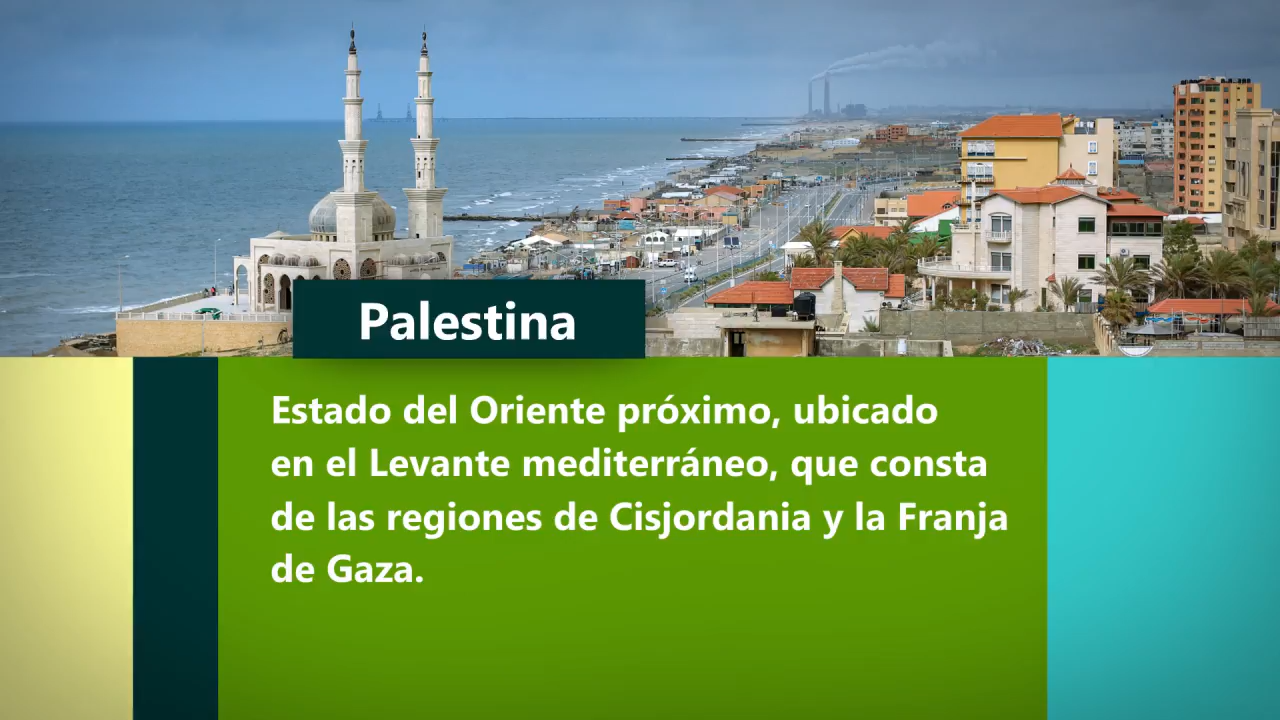 Palestina
Estado del Oriente próximo, ubicado
en el Levante mediterráneo, que consta
de las regiones de Cisjordania y la Franja
de Gaza.